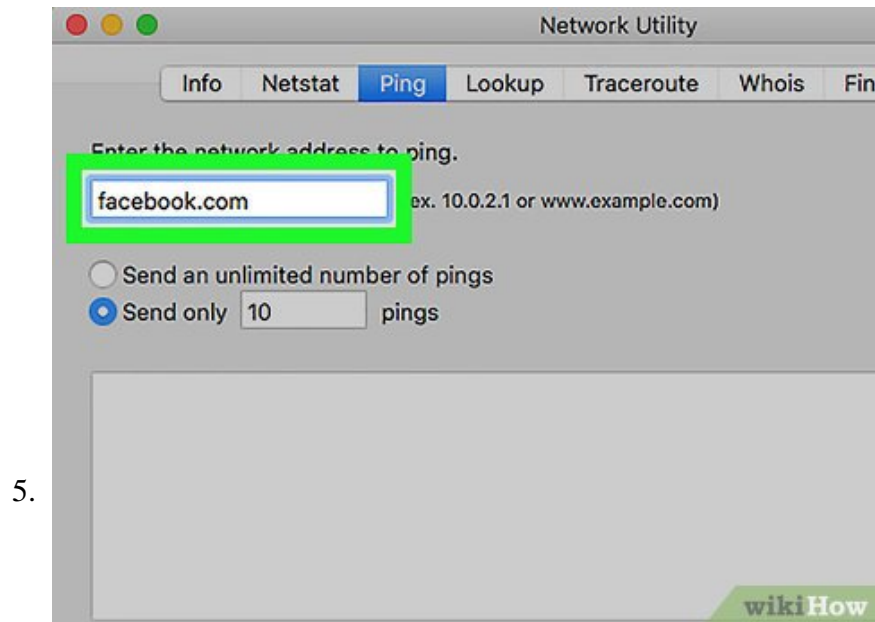 Network Utility
Info Netstat Ping Lookup Traceroute Whois
Enter the network address to ping.
facebook.com ex. 10.0.2.1 or www.example.com)
Send an unlimited number of pings
Send only 10 pings
5.
wikiHow